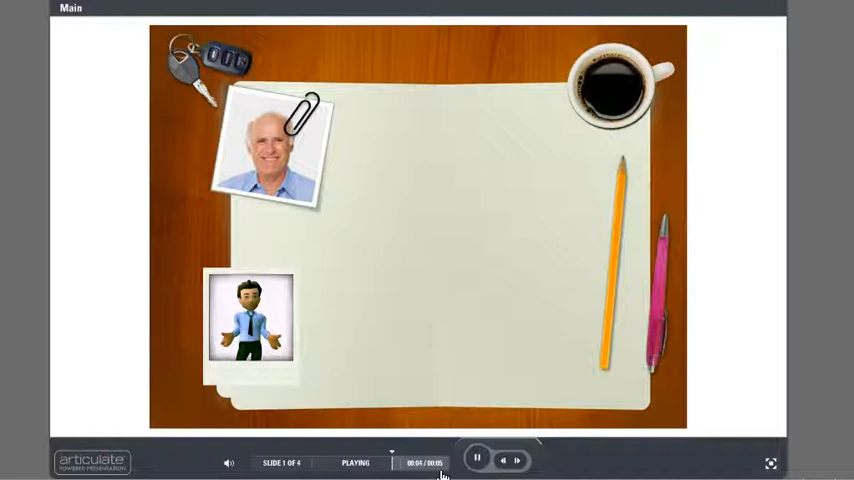 Main
articulate
POWERED PRESENTATION
SLIDE 1 OF 4
PLAYING
00:04 / 00:05